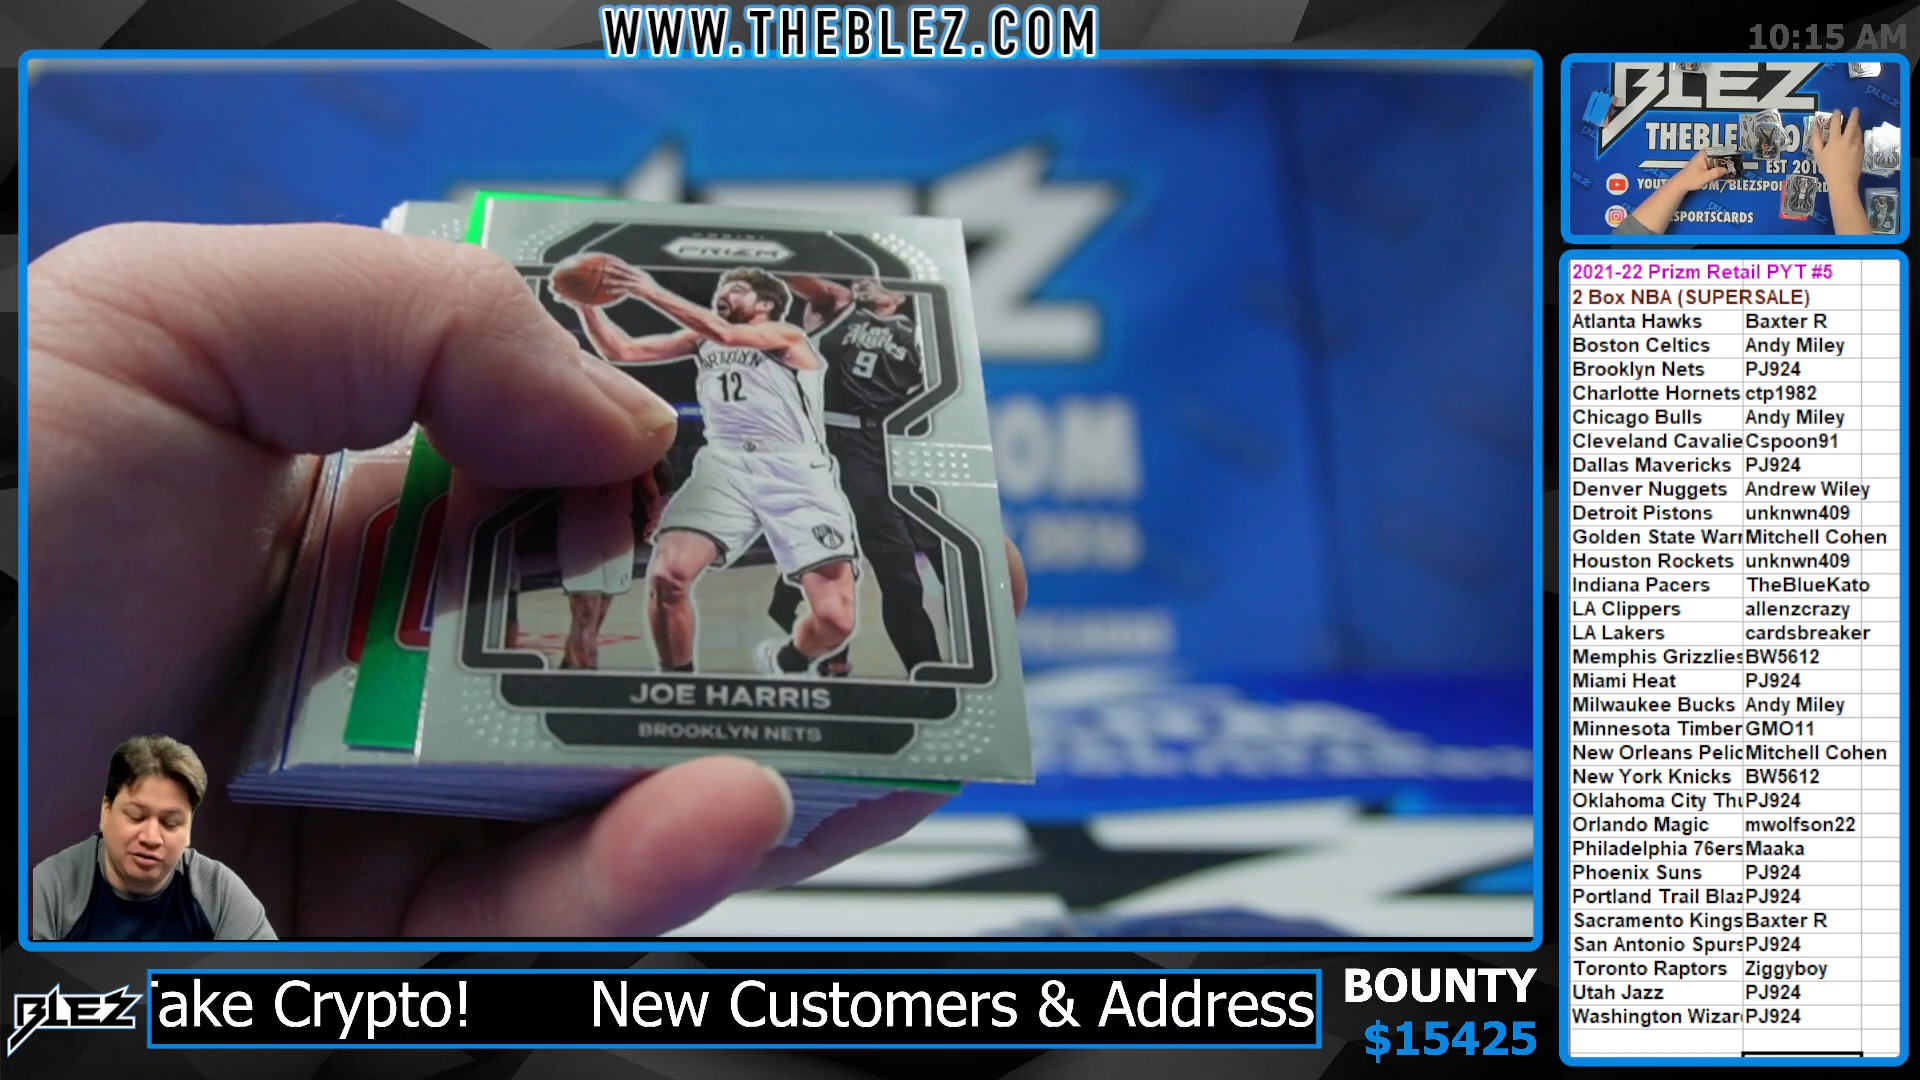 WWW.THEBLEZ.COM
10:15 AM
BLEZ
EST 201
SPORTSCARDS
PRIZM
BROOKLYN
12
Los
Angeles
9
JOE HARRIS
BROOKLYN NETS
2021-22 Prizm Retail PYT #5
2 Box NBA (SUPERSALE)
Atlanta Hawks Baxter R
Boston Celtics Andy Miley
Brooklyn Nets PJ924
Charlotte Hornets ctp1982
Chicago Bulls Andy Miley
Cleveland Cavalie Cspoon91
Dallas Mavericks PJ924
Denver Nuggets Andrew Wiley
Detroit Pistons unknwn409
Golden State Warr Mitchell Cohen
Houston Rockets unknwn409
Indiana Pacers TheBlueKato
LA Clippers allenzcrazy
LA Lakers cardsbreaker
Memphis Grizzlies BW5612
Miami Heat PJ924
Milwaukee Bucks Andy Miley
Minnesota Timber GMO11
New Orleans Pelic Mitchell Cohen
New York Knicks BW5612
Oklahoma City Thu PJ924
Orlando Magic mwolfson22
Philadelphia 76ers Maaka
Phoenix Suns PJ924
Portland Trail Blaz PJ924
Sacramento Kings Baxter R
San Antonio Spurs PJ924
Toronto Raptors Ziggyboy
Utah Jazz PJ924
Washington Wizar PJ924
BLEZ
ake Crypto! New Customers & Address
BOUNTY
$15425